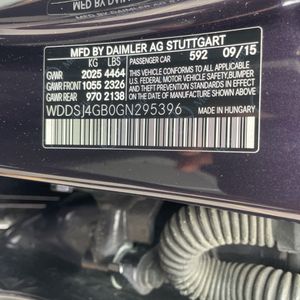 MFD BY DAIMLER AG STUTTGART
KG LBS PASSENGER CAR 592 09/15
GVWR 2025 4464
GAWR FRONT 1055 2326
GAWR REAR 970 2138
THIS VEHICLE CONFORMS TO ALL APPLICABLE
U.S. FEDERAL MOTOR VEHICLE SAFETY, BUMPER
AND THEFT PREVENTION STANDARDS IN EFFECT
ON THE DATE OF MANUFACTURE SHOWN ABOVE.
WDDSJ4GB0GN295396
MADE IN HUNGARY